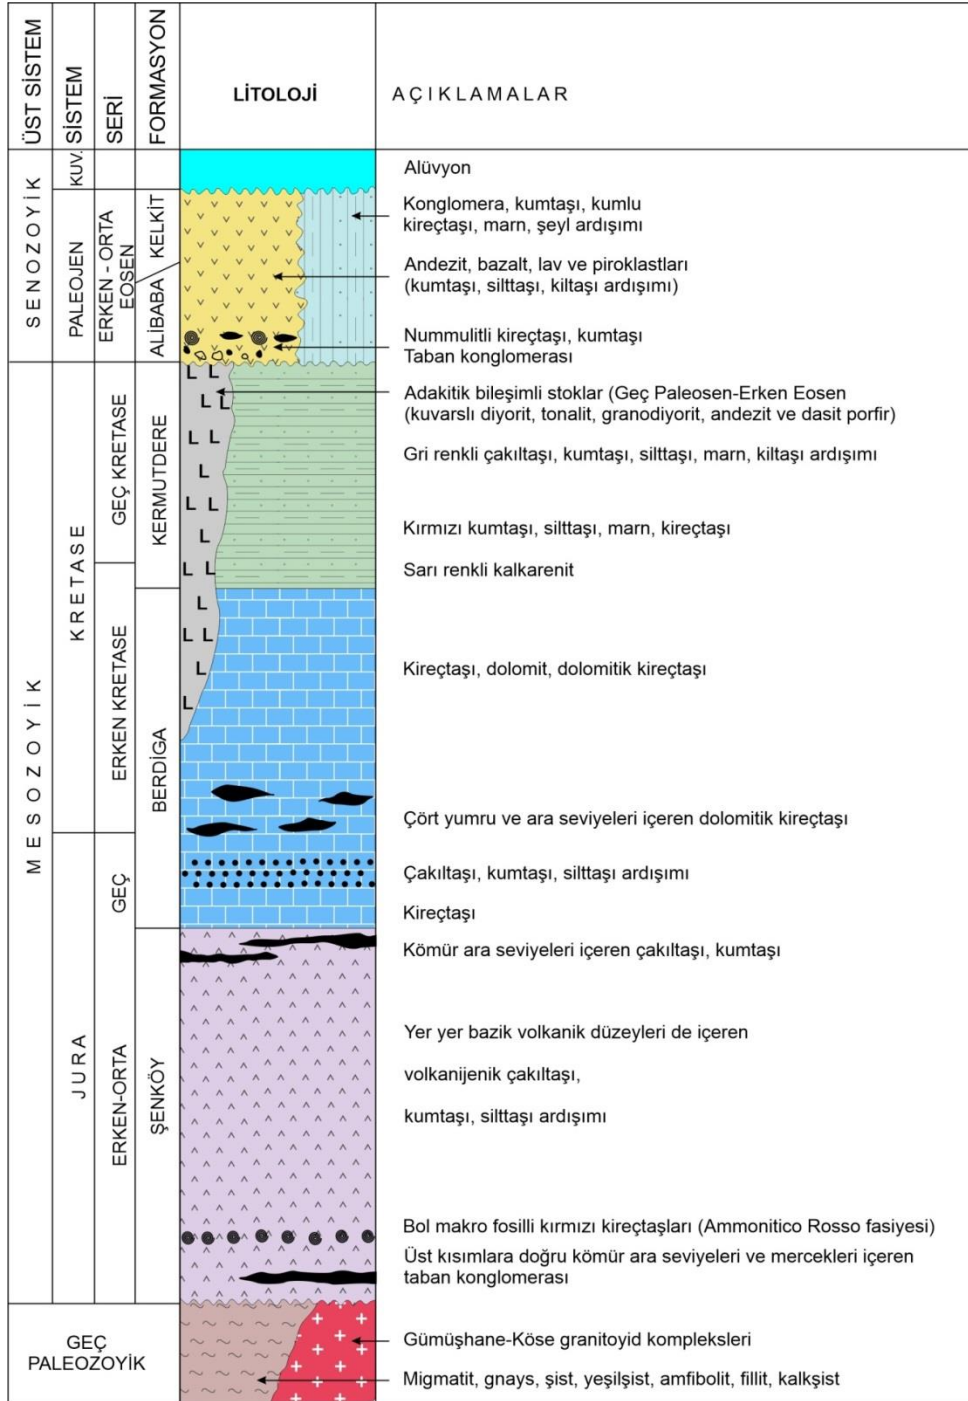 ÜST SİSTEM
SİSTEM
SERİ
FORMASYON
LİTOLOJİ
AÇIKLAMALAR
SENOZOYİK
KUV.
PALEOJEN
ERKEN - ORTA
EOSEN
ALİBABA
KELKİT
Alüvyon
Konglomera, kumtaşı, kumlu
kireçtaşı, marn, şeyl ardışımı
Andezit, bazalt, lav ve piroklastları
(kumtaşı, silttaşı, kiltaşı ardışımı)
Nummulitli kireçtaşı, kumtaşı
Taban konglomerası
MESOZOYİK
KRETASE
GEÇ KRETASE
KERMUTDERE
L L
L L
L L
L
L L
L
L L
L
L L
L
L
Adakitik bileşimli stoklar (Geç Paleosen-Erken Eosen
(kuvarslı diyorit, tonalit, granodiyorit, andezit ve dasit porfir)
Gri renkli çakıltaşı, kumtaşı, silttaşı, marn, kiltaşı ardışımı
Kırmızı kumtaşı, silttaşı, marn, kireçtaşı
Sarı renkli kalkarenit
ERKEN KRETASE
BERDİGA
Kireçtaşı, dolomit, dolomitik kireçtaşı
Çört yumru ve ara seviyeleri içeren dolomitik kireçtaşı
JURA
GEÇ
Çakıltaşı, kumtaşı, silttaşı ardışımı
Kireçtaşı
ERKEN-ORTA
ŞENKÖY
Kömür ara seviyeleri içeren çakıltaşı, kumtaşı
Yer yer bazik volkanik düzeyleri de içeren
volkanijenik çakıltaşı,
kumtaşı, silttaşı ardışımı
Bol makro fosilli kırmızı kireçtaşları (Ammonitico Rosso fasiyesi)
Üst kısımlara doğru kömür ara seviyeleri ve mercekleri içeren
taban konglomerası
GEÇ
PALEOZOYİK
Gümüşhane-Köse granitoyid kompleksleri
Migmatit, gnays, şist, yeşilşist, amfibolit, fillit, kalkşist